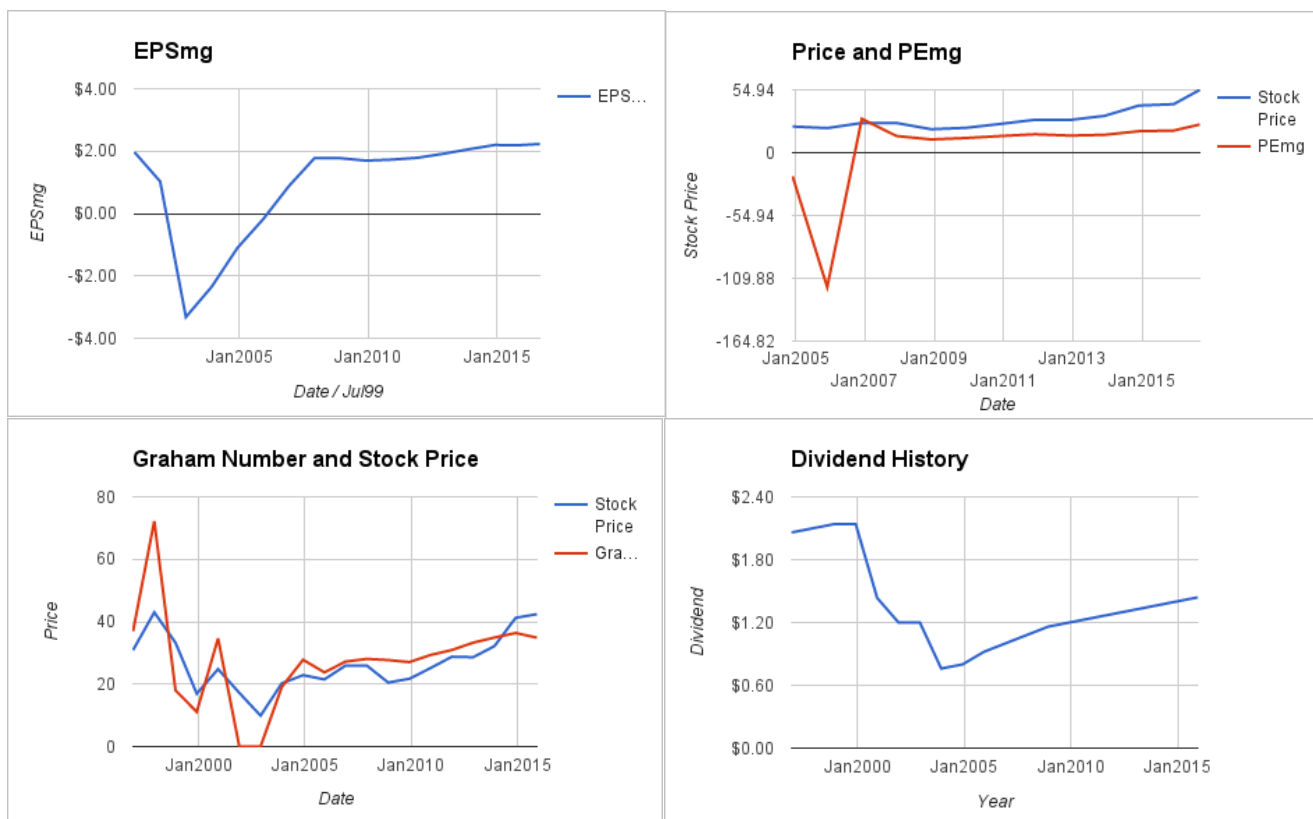 EPSmg
$4.00
$2.00
$0.00
-$2.00
-$4.00
EPSmg
Jan2005
Jan2010
Jan2015
Date / Jul99
EPS...
Price and PEmg
54.94
0
-54.94
-109.88
-164.82
Stock Price
Jan2005
Jan2009
Jan2013
Jan2007
Jan2011
Jan2015
Date
Stock
Price
PEmg
Graham Number and Stock Price
80
60
40
20
0
Price
Jan2000
Jan2005
Jan2010
Jan2015
Date
Stock
Price
Gra...
Dividend History
$2.40
$1.80
$1.20
$0.60
$0.00
Dividend
Jan2000
Jan2005
Jan2010
Jan2015
Year